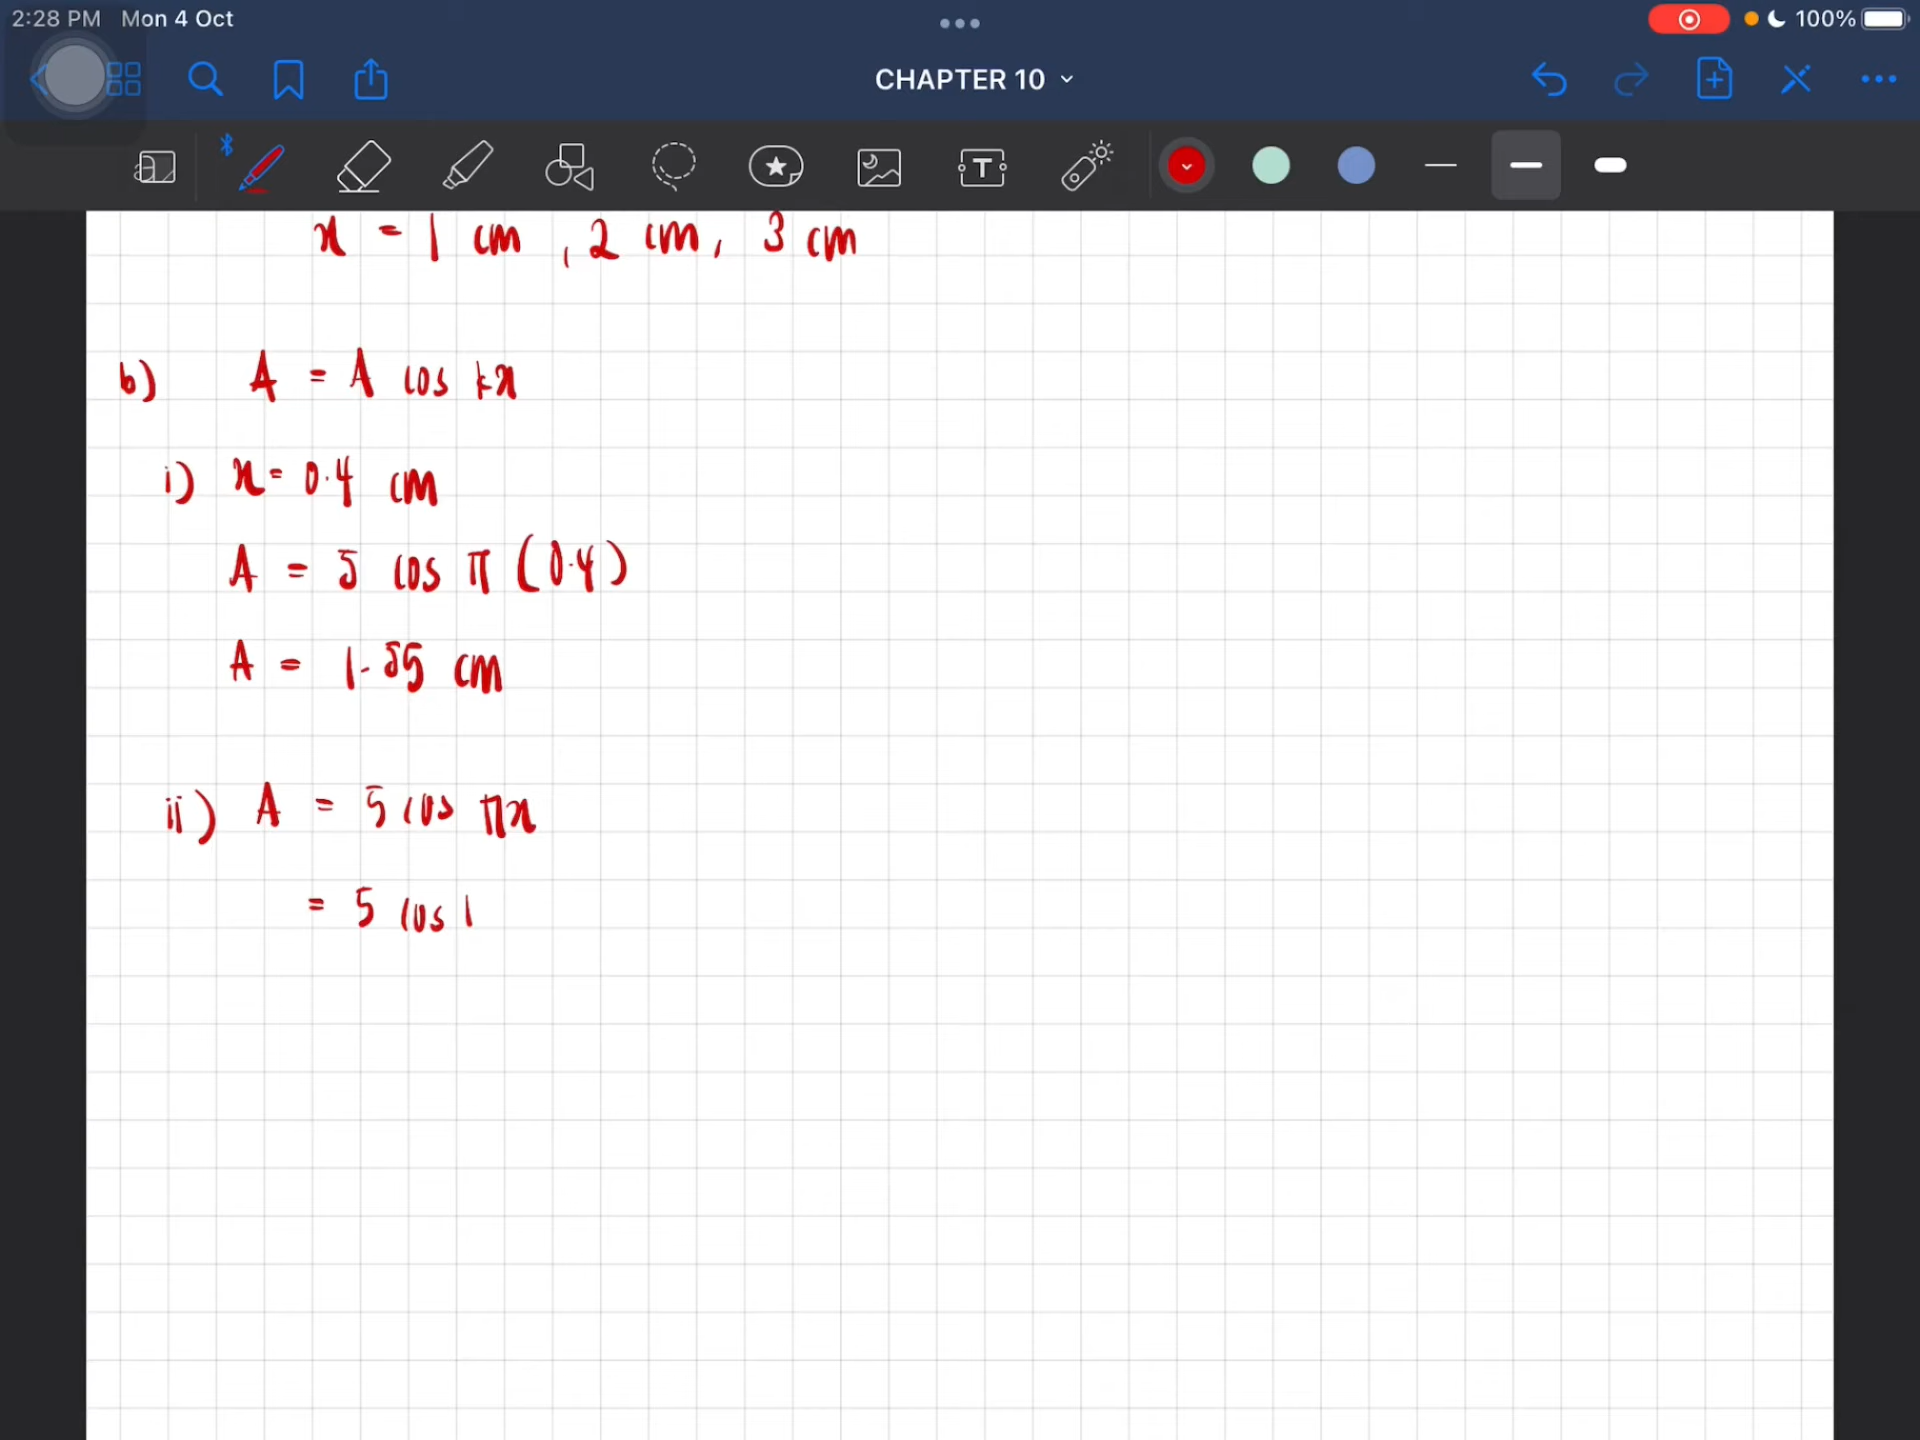 2:28 PM Mon 4 Oct
100%
CHAPTER 10
T
x = 1 cm , 2 cm, 3 cm
b) A = A cos kx
i) x = 0.4 cm
A = 5 cos π (0.4)
A = 1.55 cm
ii) A = 5 cos πx
= 5 cos